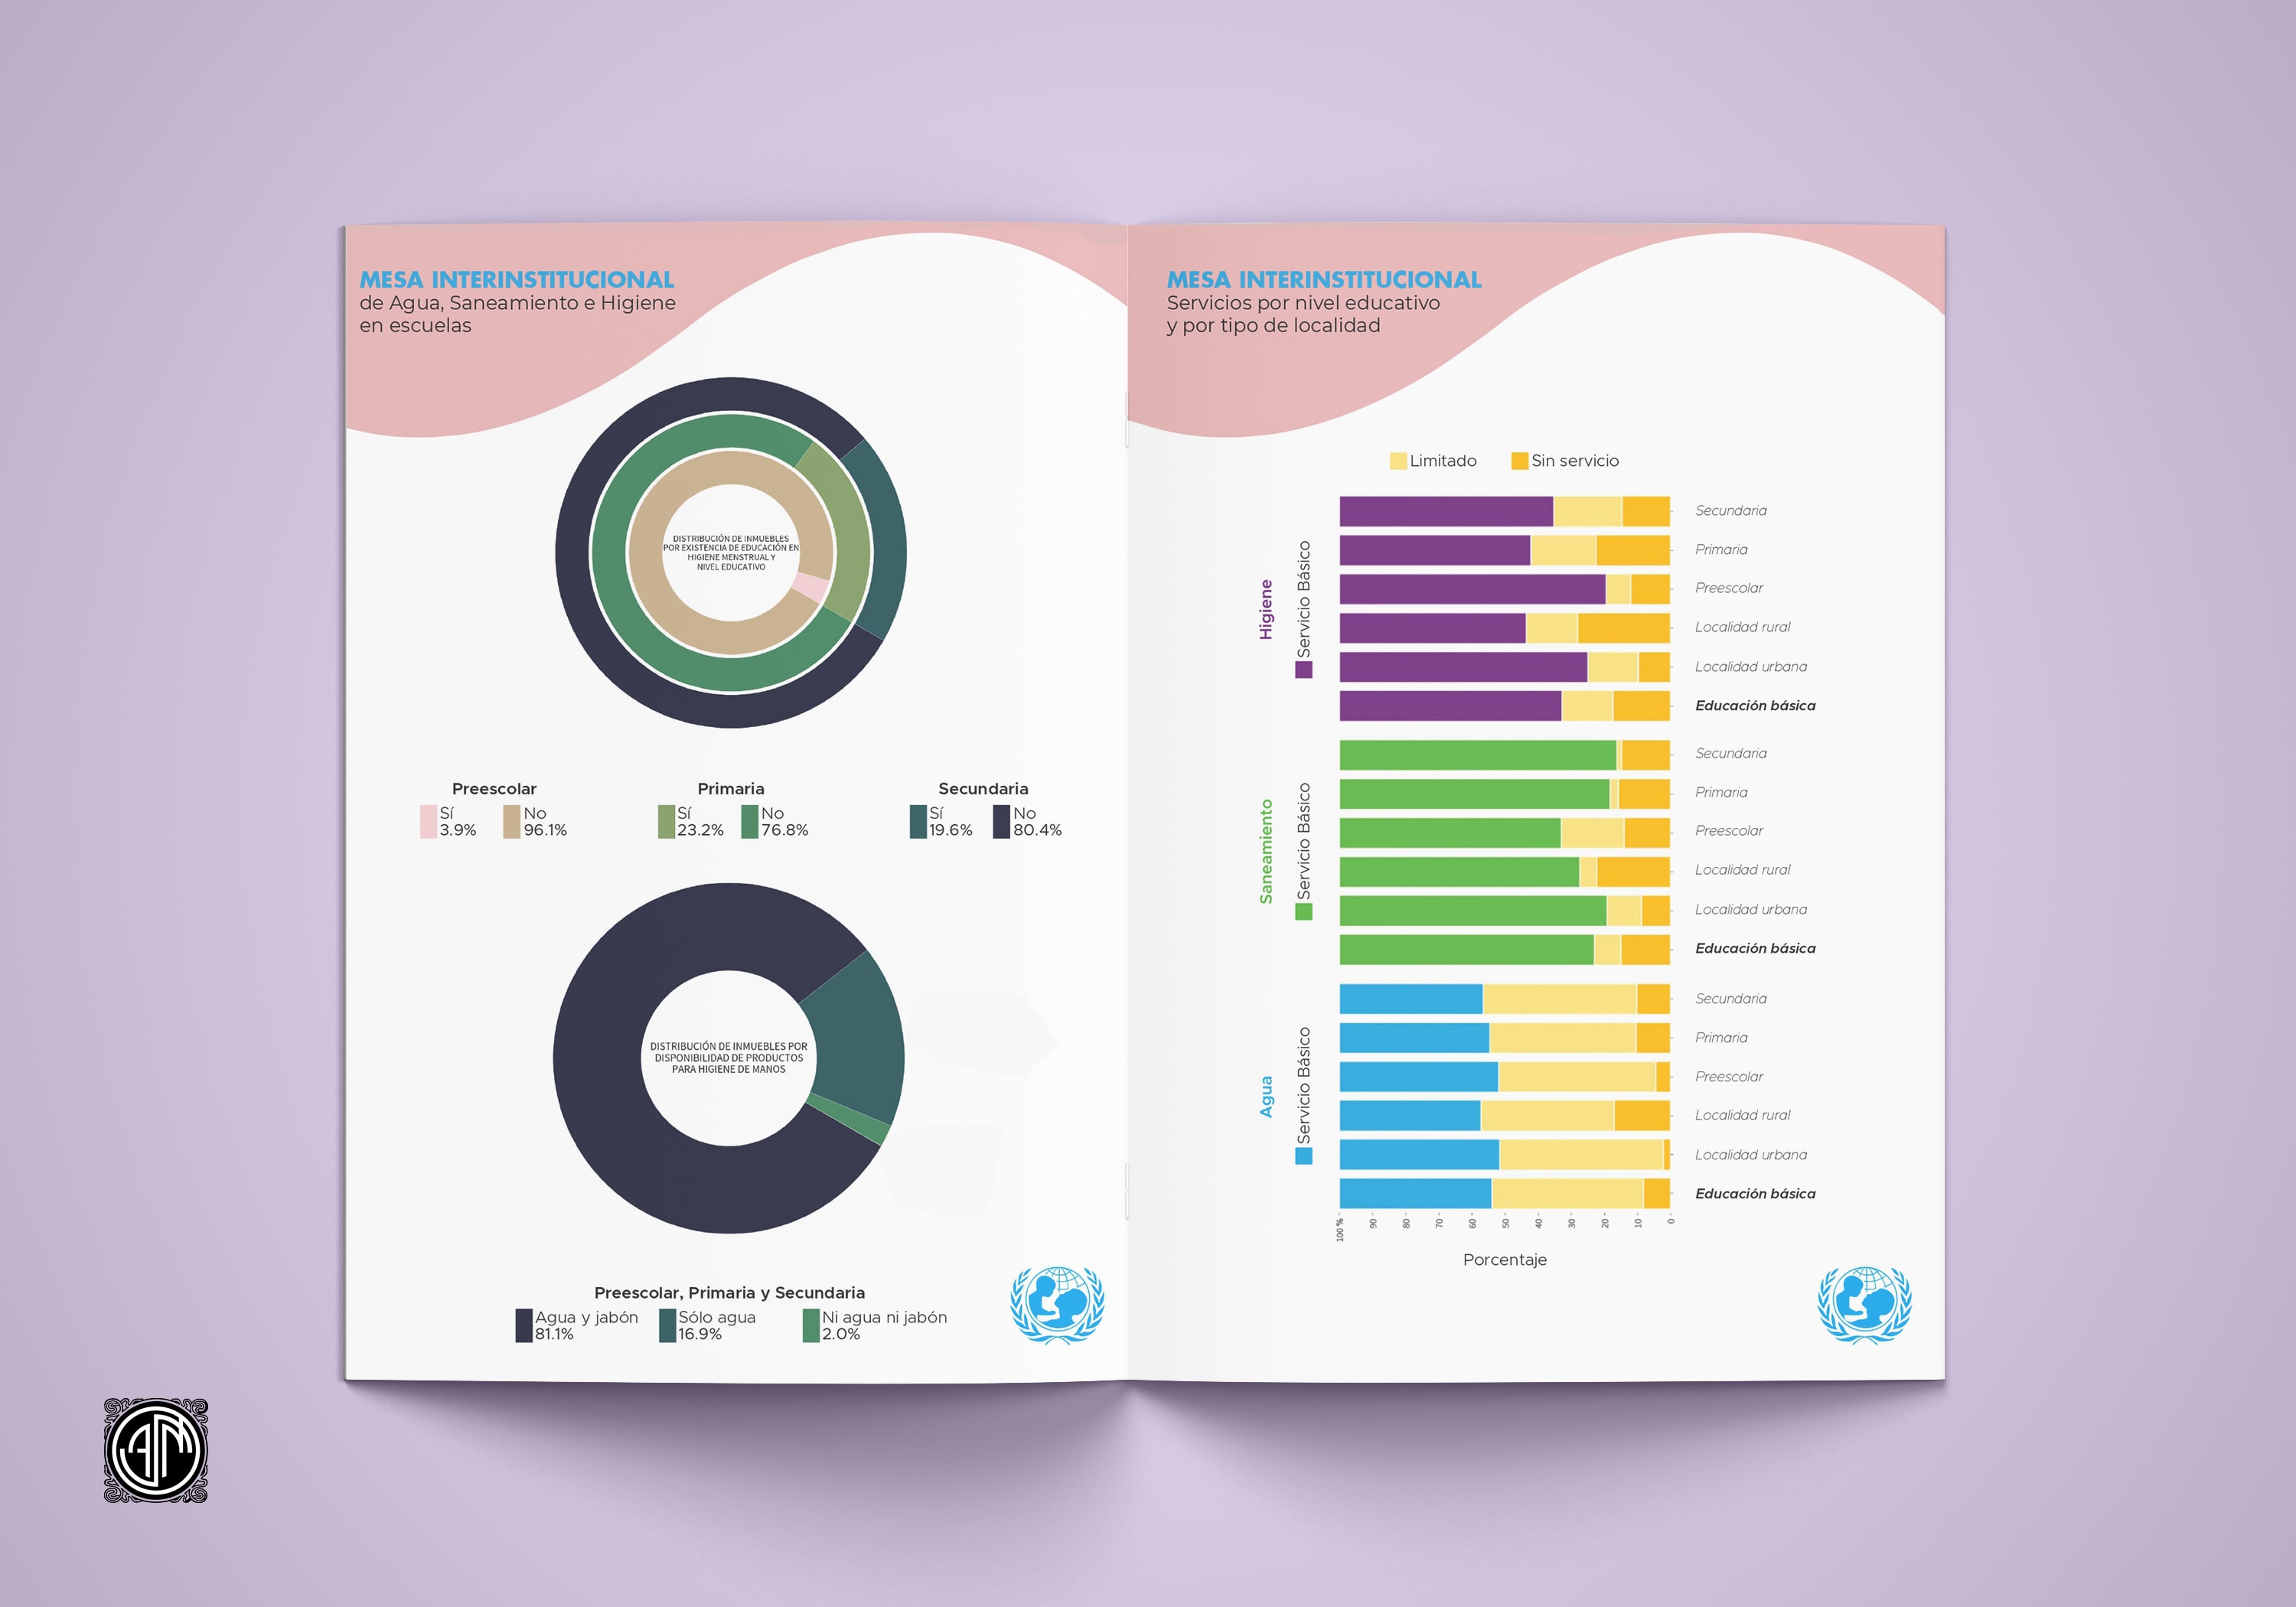 MESA INTERINSTITUCIONAL
de Agua, Saneamiento e Higiene
en escuelas
DISTRIBUCIÓN DE INMUEBLES
POR EXISTENCIA DE EDUCACIÓN EN
HIGIENE MENSTRUAL Y
NIVEL EDUCATIVO
Preescolar
Sí
3.9%
No
96.1%
Primaria
Sí
23.2%
No
76.8%
Secundaria
Sí
19.6%
No
80.4%
DISTRIBUCIÓN DE INMUEBLES POR
DISPONIBILIDAD DE PRODUCTOS
PARA HIGIENE DE MANOS
Preescolar, Primaria y Secundaria
Agua y jabón
81.1%
Sólo agua
16.9%
Ni agua ni jabón
2.0%
MESA INTERINSTITUCIONAL
Servicios por nivel educativo
y por tipo de localidad
Limitado
Sin servicio
Higiene
Servicio Básico
Secundaria
Primaria
Preescolar
Localidad rural
Localidad urbana
Educación básica
Saneamiento
Servicio Básico
Secundaria
Primaria
Preescolar
Localidad rural
Localidad urbana
Educación básica
Agua
Servicio Básico
Secundaria
Primaria
Preescolar
Localidad rural
Localidad urbana
Educación básica
100 % 90 80 70 60 50 40 30 20 10 0
Porcentaje